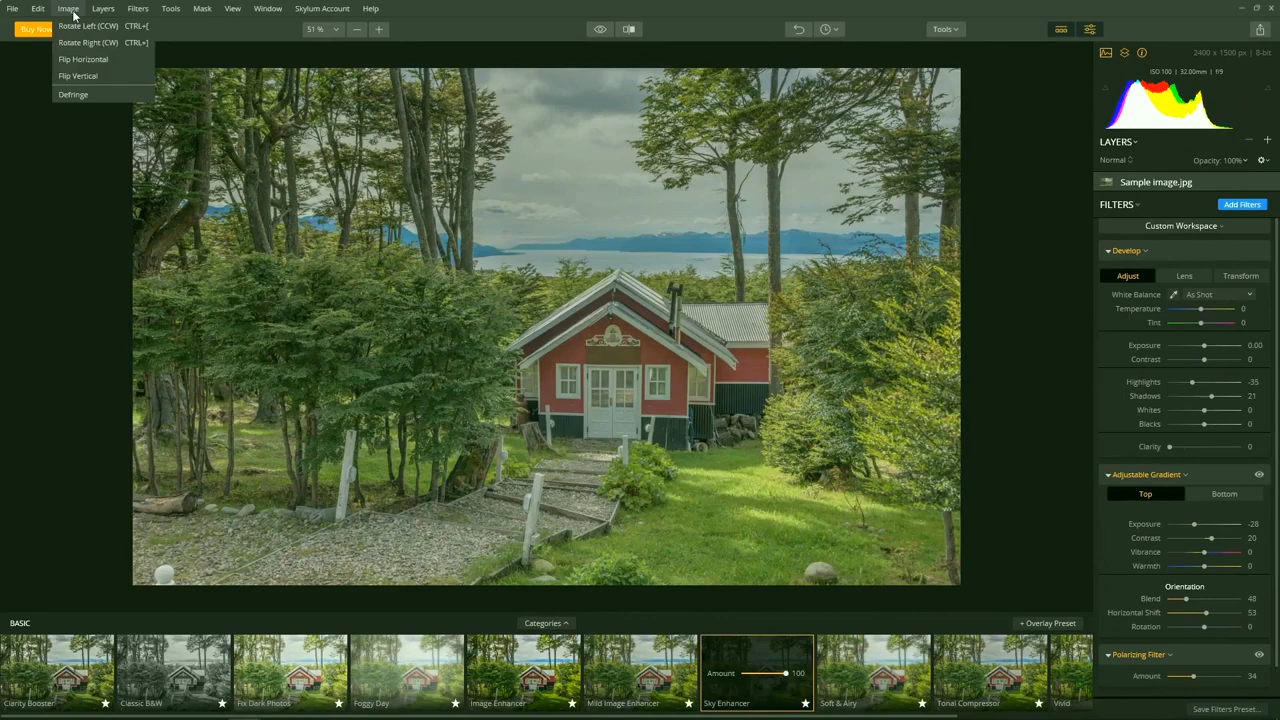 File Edit Image Layers Filters Tools Mask View Window Skylum Account Help
Buy Now
51 %
Tools
Rotate Left (CCW) CTRL+[
Rotate Right (CW) CTRL+]
Flip Horizontal
Flip Vertical
Defringe
2400 x 1500 px 8-bit
ISO 100 | 32.00mm | f/9
LAYERS
Normal Opacity: 100%
Sample image.jpg
FILTERS Add Filters
Custom Workspace
Develop
Adjust Lens Transform
White Balance As Shot
Temperature 0
Tint 0
Exposure 0.00
Contrast 0
Highlights -35
Shadows 21
Whites 0
Blacks 0
Clarity 0
Adjustable Gradient
Top Bottom
Exposure -28
Contrast 20
Vibrance 0
Warmth 0
Orientation
Blend 48
Horizontal Shift 53
Rotation 0
Polarizing Filter
Amount 34
Save Filters Preset...
BASIC Categories + Overlay Preset
Amount 100
Clarity Booster Classic B&W Fix Dark Photos Foggy Day Image Enhancer Mild Image Enhancer Sky Enhancer Soft & Airy Tonal Compressor Vivid